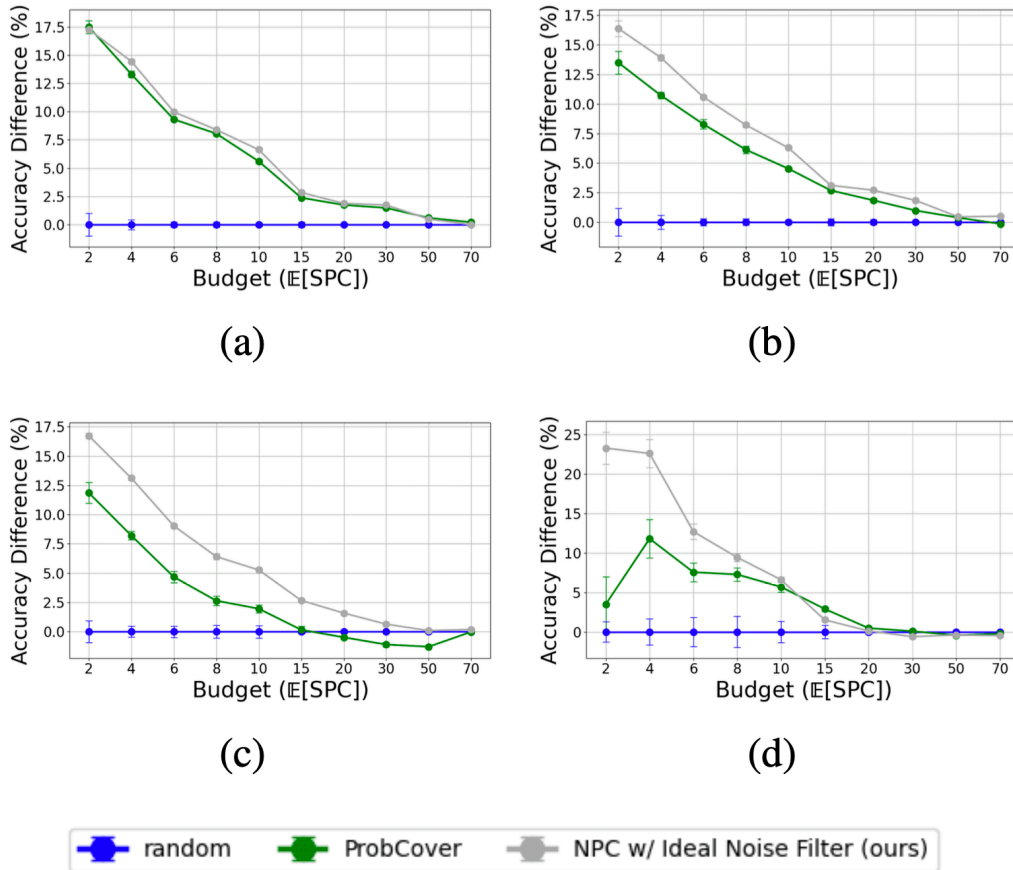 Accuracy Difference (%)
17.5
15.0
12.5
10.0
7.5
5.0
2.5
0.0
2 4 6 8 10 15 20 30 50 70
Budget (𝔼[SPC])
(a)
Accuracy Difference (%)
17.5
15.0
12.5
10.0
7.5
5.0
2.5
0.0
2 4 6 8 10 15 20 30 50 70
Budget (𝔼[SPC])
(b)
Accuracy Difference (%)
17.5
15.0
12.5
10.0
7.5
5.0
2.5
0.0
2 4 6 8 10 15 20 30 50 70
Budget (𝔼[SPC])
(c)
Accuracy Difference (%)
25
20
15
10
5
0
2 4 6 8 10 15 20 30 50 70
Budget (𝔼[SPC])
(d)
random ProbCover NPC w/ Ideal Noise Filter (ours)